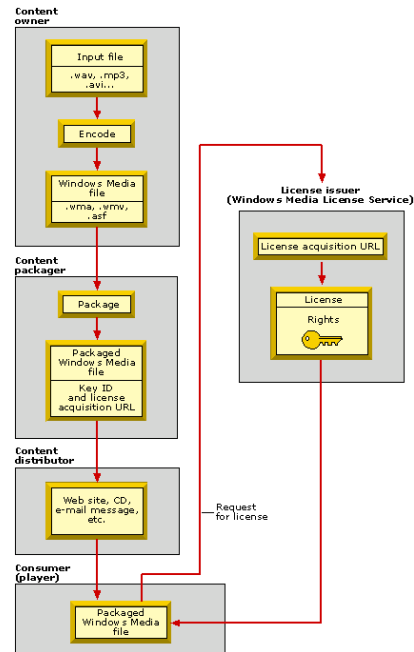 Content
owner
Input file
.wav, .mp3,
.avi...
Encode
Windows Media
file
.wma, .wmv,
.asf
Content
packager
Package
Packaged
Windows Media
file
Key ID
and license
acquisition URL
Content
distributor
Web site, CD,
e-mail message,
etc.
Consumer
(player)
Packaged
Windows Media
file
Request
for license
License issuer
(Windows Media License Service)
License acquisition URL
License
Rights